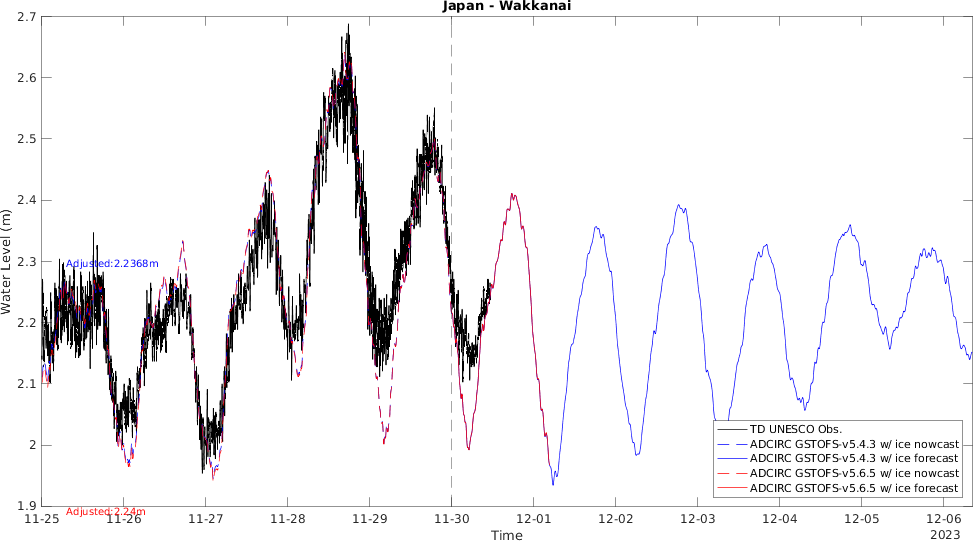 Japan - Wakkanai
2.7
2.6
2.5
2.4
2.3
2.2
2.1
2
1.9
Water Level (m)
Adjusted:2.2368m
Adjusted:2.24m
TD UNESCO Obs.
ADCIRC GSTOFS-v5.4.3 w/ ice nowcast
ADCIRC GSTOFS-v5.4.3 w/ ice forecast
ADCIRC GSTOFS-v5.6.5 w/ ice nowcast
ADCIRC GSTOFS-v5.6.5 w/ ice forecast
11-25 11-26 11-27 11-28 11-29 11-30 12-01 12-02 12-03 12-04 12-05 12-06
2023
Time